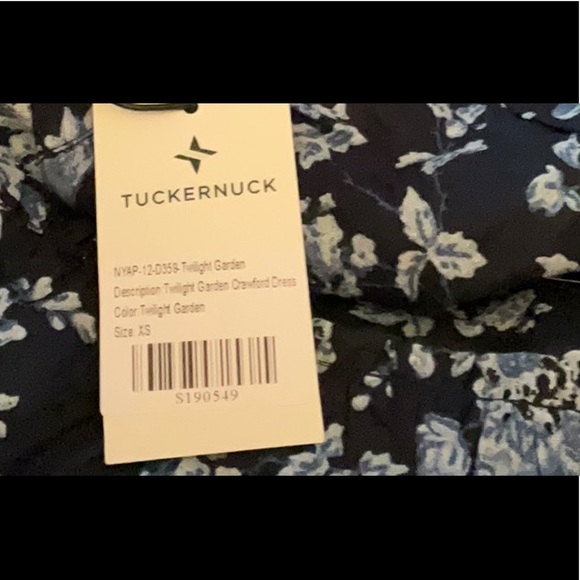 TUCKERNUCK
NYAP-12-D359-Twilight Garden
Description Twilight Garden Crawford Dress
Color Twilight Garden
Size: XS
S190549